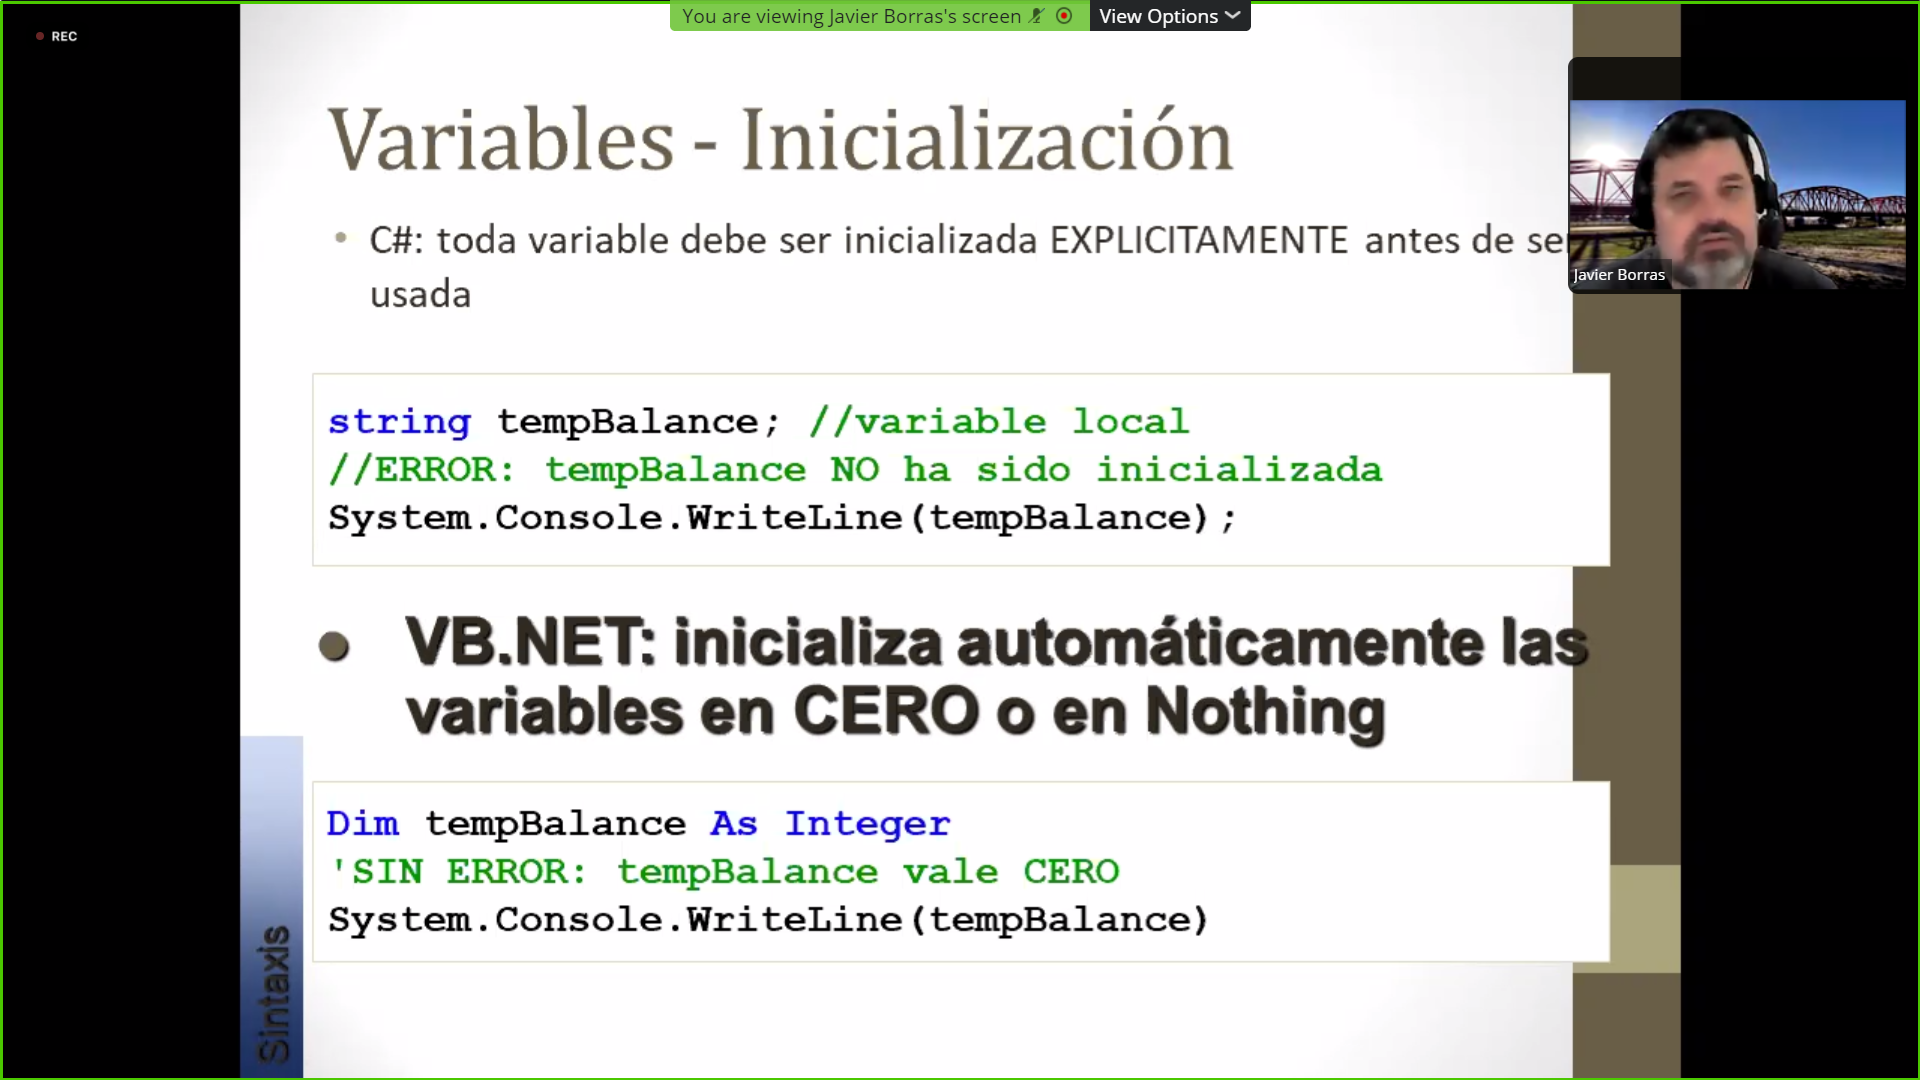 You are viewing Javier Borras's screen
View Options
REC
Variables - Inicialización
C#: toda variable debe ser inicializada EXPLICITAMENTE antes de se
usada
Javier Borras
string tempBalance; //variable local
//ERROR: tempBalance NO ha sido inicializada
System.Console.WriteLine(tempBalance);
VB.NET: inicializa automáticamente las
variables en CERO o en Nothing
Dim tempBalance As Integer
'SIN ERROR: tempBalance vale CERO
System.Console.WriteLine(tempBalance)
Sintaxis